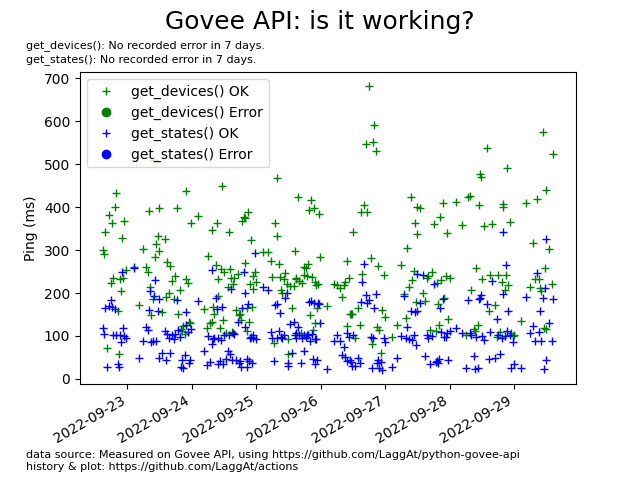 Govee API: is it working?
get_devices(): No recorded error in 7 days.
get_states(): No recorded error in 7 days.
get_devices() OK
get_devices() Error
get_states() OK
get_states() Error
Ping (ms)
700
600
500
400
300
200
100
0
2022-09-23
2022-09-24
2022-09-25
2022-09-26
2022-09-27
2022-09-28
2022-09-29
data source: Measured on Govee API, using https://github.com/LaggAt/python-govee-api
history & plot: https://github.com/LaggAt/actions